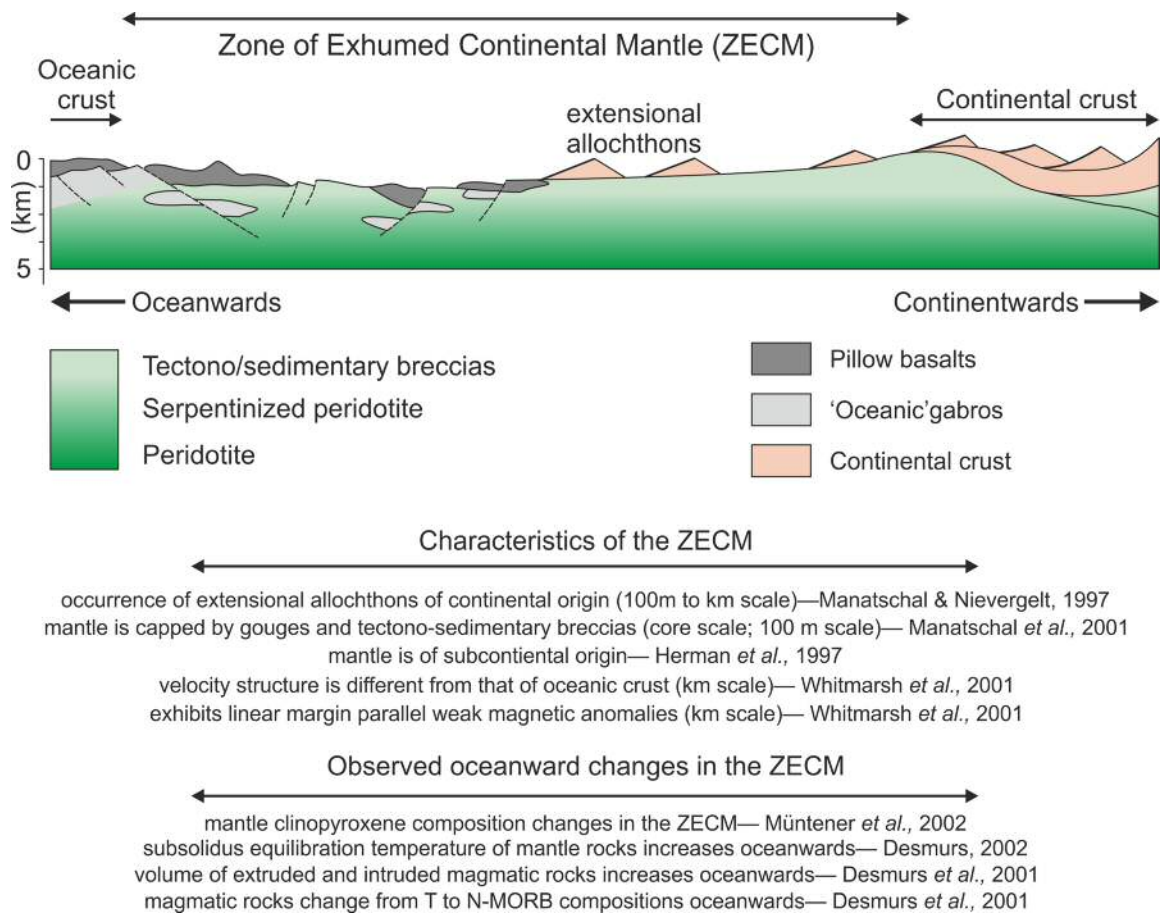 Zone of Exhumed Continental Mantle (ZECM)
Oceanic
crust
extensional
allochthons
Continental crust
0
(km)
5
Oceanwards
Continentwards
Tectono/sedimentary breccias
Serpentinized peridotite
Peridotite
Pillow basalts
‘Oceanic’gabros
Continental crust
Characteristics of the ZECM
occurrence of extensional allochthons of continental origin (100m to km scale)—Manatschal & Nievergelt, 1997
mantle is capped by gouges and tectono-sedimentary breccias (core scale; 100 m scale)— Manatschal et al., 2001
mantle is of subcontiental origin— Herman et al., 1997
velocity structure is different from that of oceanic crust (km scale)— Whitmarsh et al., 2001
exhibits linear margin parallel weak magnetic anomalies (km scale)— Whitmarsh et al., 2001
Observed oceanward changes in the ZECM
mantle clinopyroxene composition changes in the ZECM— Müntener et al., 2002
subsolidus equilibration temperature of mantle rocks increases oceanwards— Desmurs, 2002
volume of extruded and intruded magmatic rocks increases oceanwards— Desmurs et al., 2001
magmatic rocks change from T to N-MORB compositions oceanwards— Desmurs et al., 2001